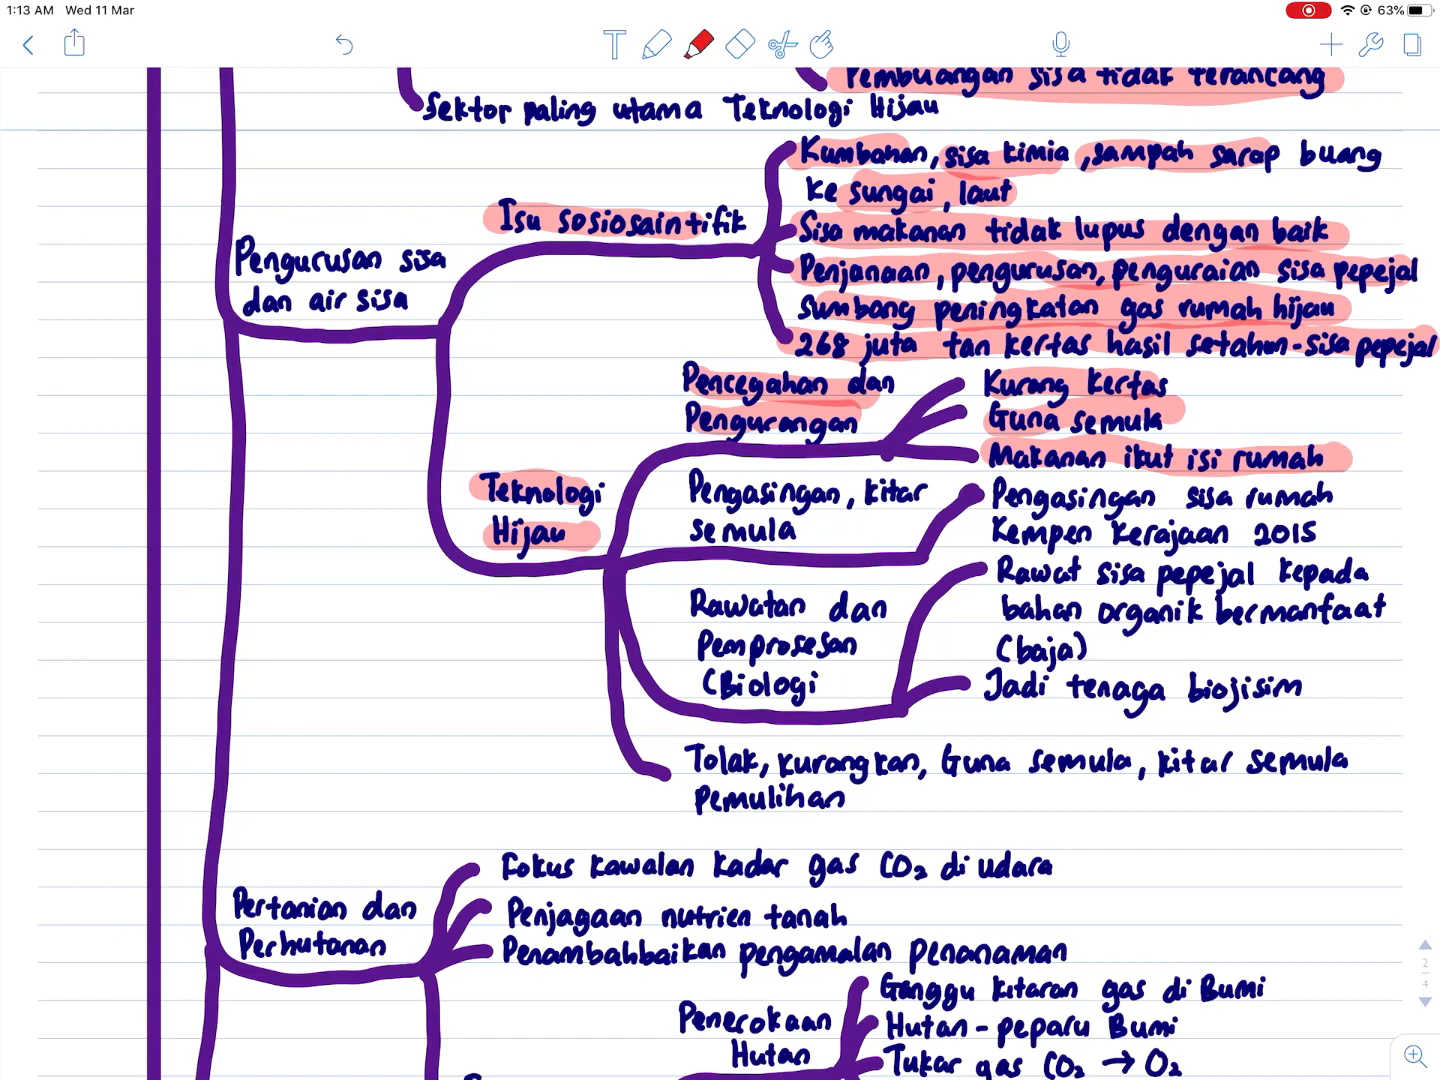 1:13 AM Wed 11 Mar
63%
Pembuangan sisa tidak terancang
Sektor paling utama Teknologi Hijau
Kumbahan, sisa kimia, sampah sarap buang
ke sungai, laut
Isu sosiosaintifik
Sisa makanan tidak lupus dengan baik
Penjanaan, pengurusan, penguraian sisa pepejal
sumbang peningkatan gas rumah hijau
268 juta tan kertas hasil setahun-sisa pepejal
Pengurusan sisa
dan air sisa
Pencegahan dan
Pengurangan
Kurang kertas
Guna semula
Makanan ikut isi rumah
Teknologi
Hijau
Pengasingan, kitar
semula
Pengasingan sisa rumah
Kempen Kerajaan 2015
Rawatan dan
Pemprosesan
(Biologi
Rawat sisa pepejal kepada
bahan organik bermanfaat
(baja)
Jadi tenaga biojisim
Tolak, kurangkan, Guna semula, kitar semula
Pemulihan
Pertanian dan
Perhutanan
Fokus kawalan kadar gas CO₂ di udara
Penjagaan nutrien tanah
Penambahbaikan pengamalan penanaman
Penerokaan
Hutan
Ganggu kitaran gas di Bumi
Hutan - peparu Bumi
Tukar gas CO₂ → O₂
2
4